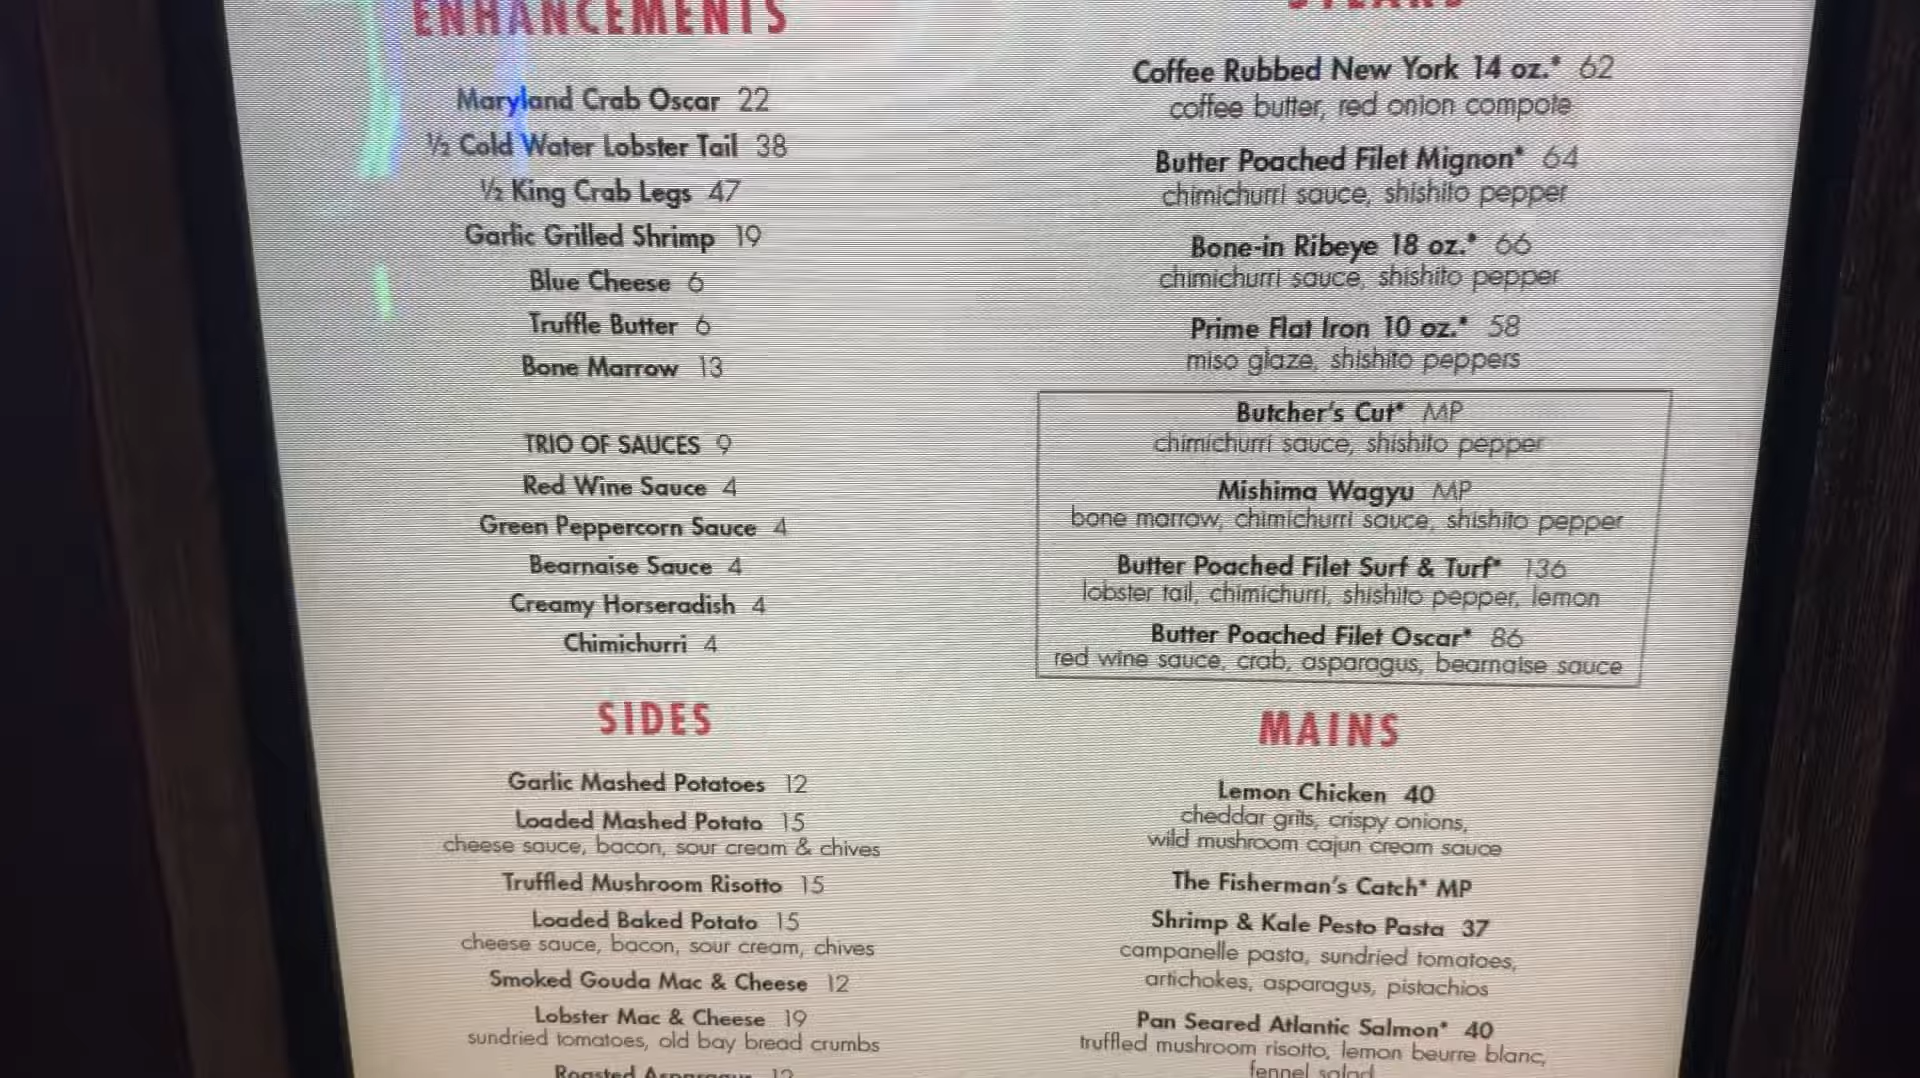 ENHANCEMENTS
Maryland Crab Oscar 22
½ Cold Water Lobster Tail 38
½ King Crab Legs 47
Garlic Grilled Shrimp 19
Blue Cheese 6
Truffle Butter 6
Bone Marrow 13
TRIO OF SAUCES 9
Red Wine Sauce 4
Green Peppercorn Sauce 4
Bearnaise Sauce 4
Creamy Horseradish 4
Chimichurri 4
SIDES
Garlic Mashed Potatoes 12
Loaded Mashed Potato 15
cheese sauce, bacon, sour cream & chives
Truffled Mushroom Risotto 15
Loaded Baked Potato 15
cheese sauce, bacon, sour cream, chives
Smoked Gouda Mac & Cheese 12
Lobster Mac & Cheese 19
sundried tomatoes, old bay bread crumbs
Roasted Asparagus 12
STEAKS
Coffee Rubbed New York 14 oz.* 62
coffee butter, red onion compote
Butter Poached Filet Mignon* 64
chimichurri sauce, shishito pepper
Bone-in Ribeye 18 oz.* 66
chimichurri sauce, shishito pepper
Prime Flat Iron 10 oz.* 58
miso glaze, shishito peppers
Butcher's Cut* MP
chimichurri sauce, shishito pepper
Mishima Wagyu MP
bone marrow, chimichurri sauce, shishito pepper
Butter Poached Filet Surf & Turf* 136
lobster tail, chimichurri, shishito pepper, lemon
Butter Poached Filet Oscar* 86
red wine sauce, crab, asparagus, bearnaise sauce
MAINS
Lemon Chicken 40
cheddar grits, crispy onions,
wild mushroom cajun cream sauce
The Fisherman's Catch* MP
Shrimp & Kale Pesto Pasta 37
campanelle pasta, sundried tomatoes,
artichokes, asparagus, pistachios
Pan Seared Atlantic Salmon* 40
truffled mushroom risotto, lemon beurre blanc,
fennel salad